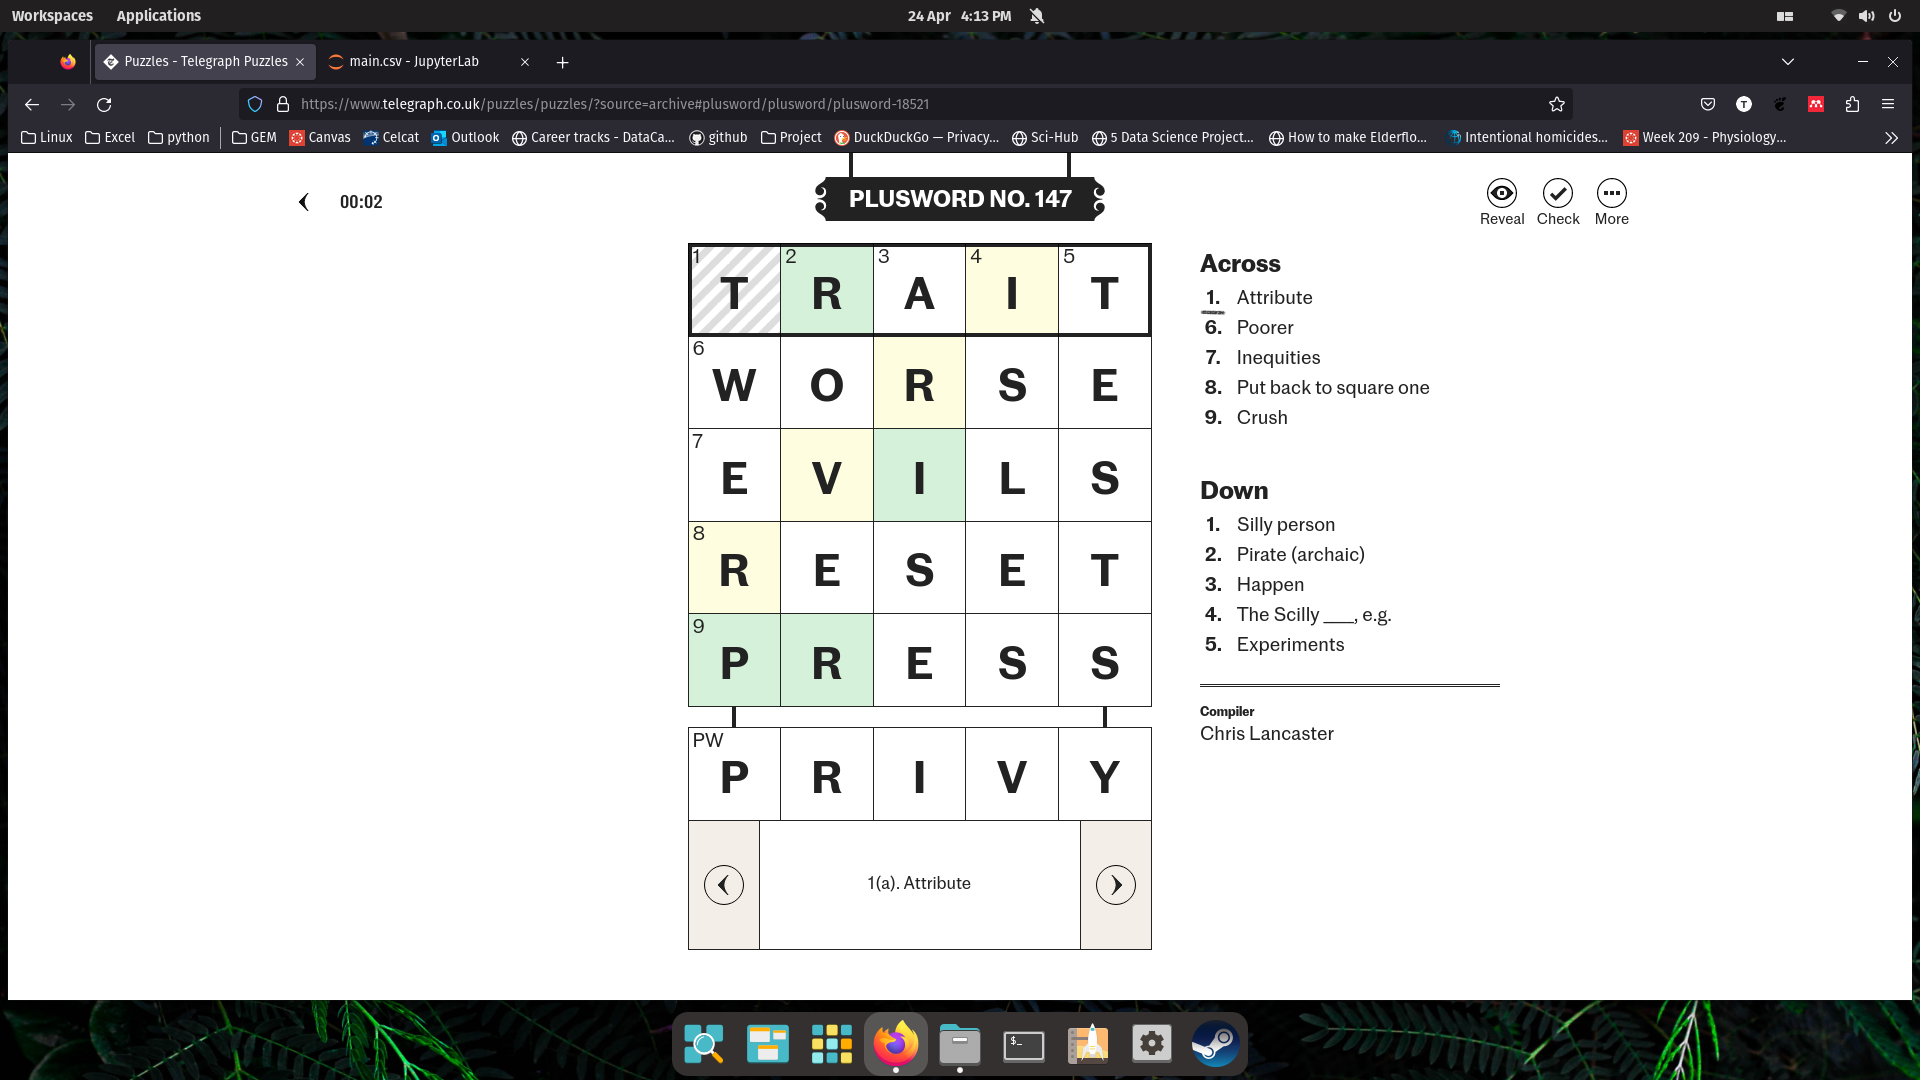 Workspaces Applications 24 Apr 4:13 PM
Puzzles - Telegraph Puzzles main.csv - JupyterLab
https://www.telegraph.co.uk/puzzles/puzzles/?source=archive#plusword/plusword/plusword-18521
Linux Excel python GEM Canvas Celcat Outlook Career tracks - DataCa... github Project DuckDuckGo — Privacy... Sci-Hub 5 Data Science Project... How to make Elderflo... Intentional homicides... Week 209 - Physiology...
00:02 PLUSWORD NO. 147
Reveal Check More
1 T 2 R 3 A 4 I 5 T
6 W O R S E
7 E V I L S
8 R E S E T
9 P R E S S
PW P R I V Y
1(a). Attribute
Across
1. Attribute
6. Poorer
7. Inequities
8. Put back to square one
9. Crush
Down
1. Silly person
2. Pirate (archaic)
3. Happen
4. The Scilly ___, e.g.
5. Experiments
Compiler
Chris Lancaster
$_